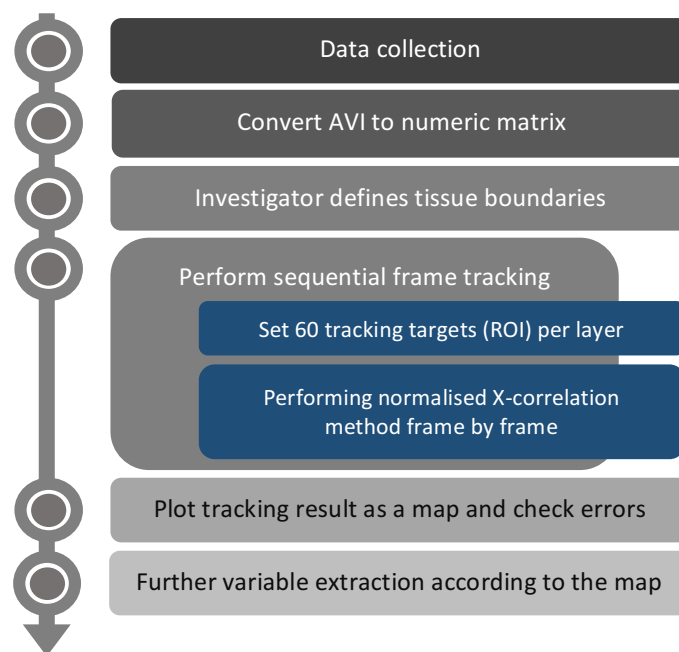 Data collection
Convert AVI to numeric matrix
Investigator defines tissue boundaries
Perform sequential frame tracking
Set 60 tracking targets (ROI) per layer
Performing normalised X-correlation
method frame by frame
Plot tracking result as a map and check errors
Further variable extraction according to the map